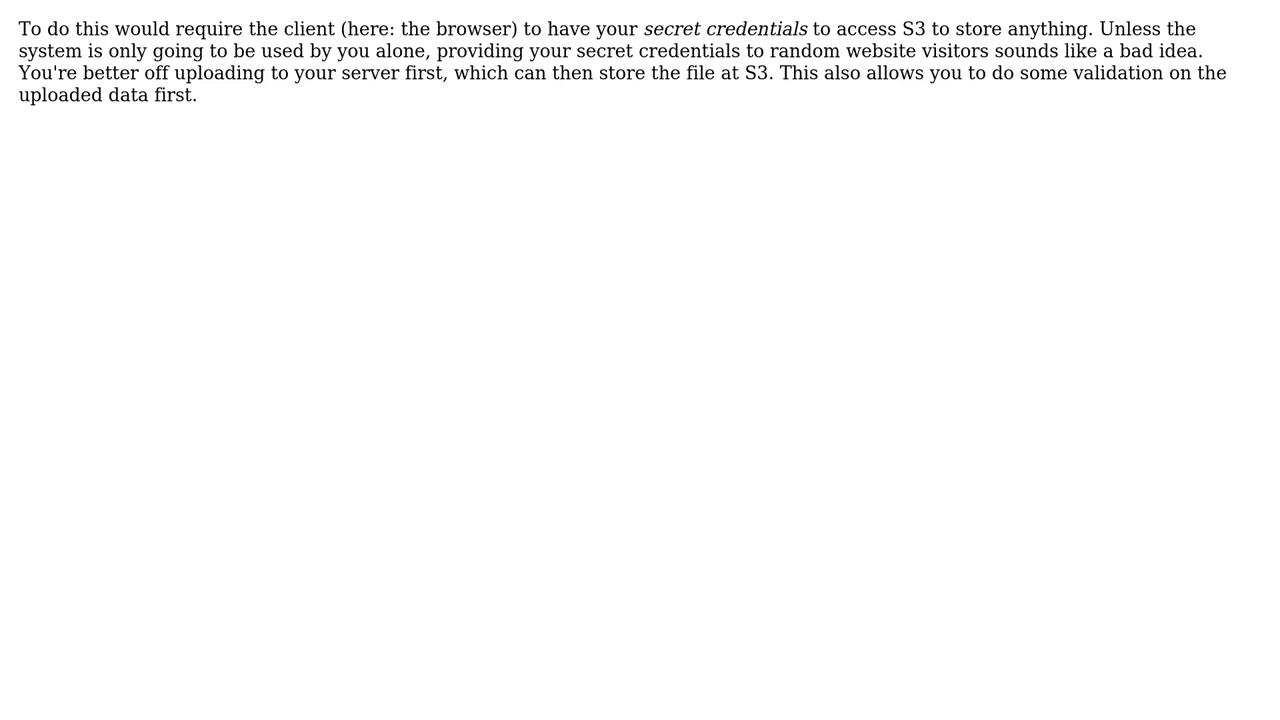 To do this would require the client (here: the browser) to have your secret credentials to access S3 to store anything. Unless the
system is only going to be used by you alone, providing your secret credentials to random website visitors sounds like a bad idea.
You're better off uploading to your server first, which can then store the file at S3. This also allows you to do some validation on the
uploaded data first.